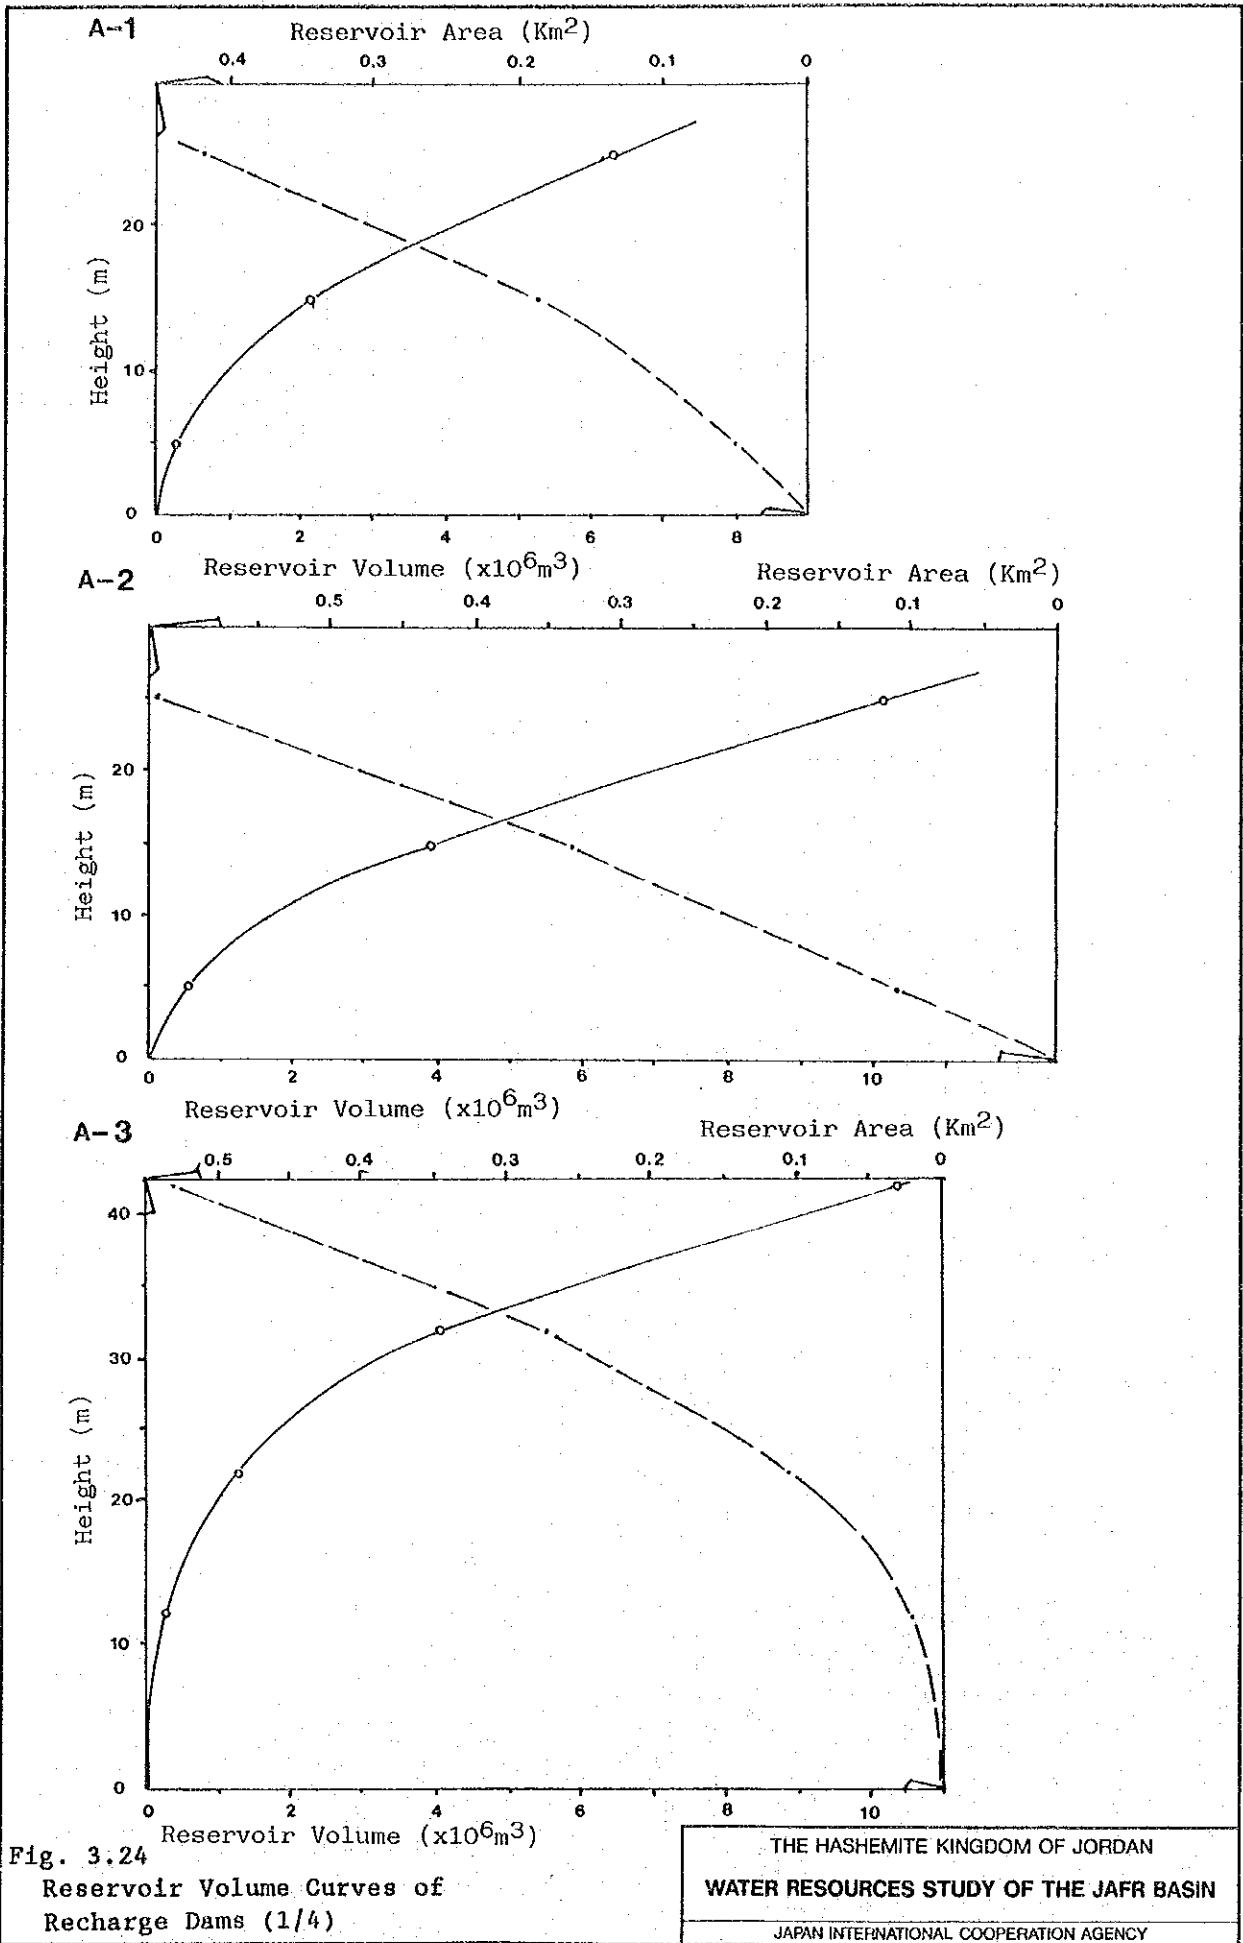 A-1
Reservoir Area (Km²)
0.4 0.3 0.2 0.1 0
20
10
0
Height (m)
0 2 4 6 8
Reservoir Volume (x10⁶m³)
A-2
Reservoir Area (Km²)
0.5 0.4 0.3 0.2 0.1 0
20
10
0
Height (m)
0 2 4 6 8 10
Reservoir Volume (x10⁶m³)
A-3
Reservoir Area (Km²)
0.5 0.4 0.3 0.2 0.1 0
40
30
20
10
0
Height (m)
0 2 4 6 8 10
Reservoir Volume (x10⁶m³)
Fig. 3.24
Reservoir Volume Curves of
Recharge Dams (1/4)
THE HASHEMITE KINGDOM OF JORDAN
WATER RESOURCES STUDY OF THE JAFR BASIN
JAPAN INTERNATIONAL COOPERATION AGENCY